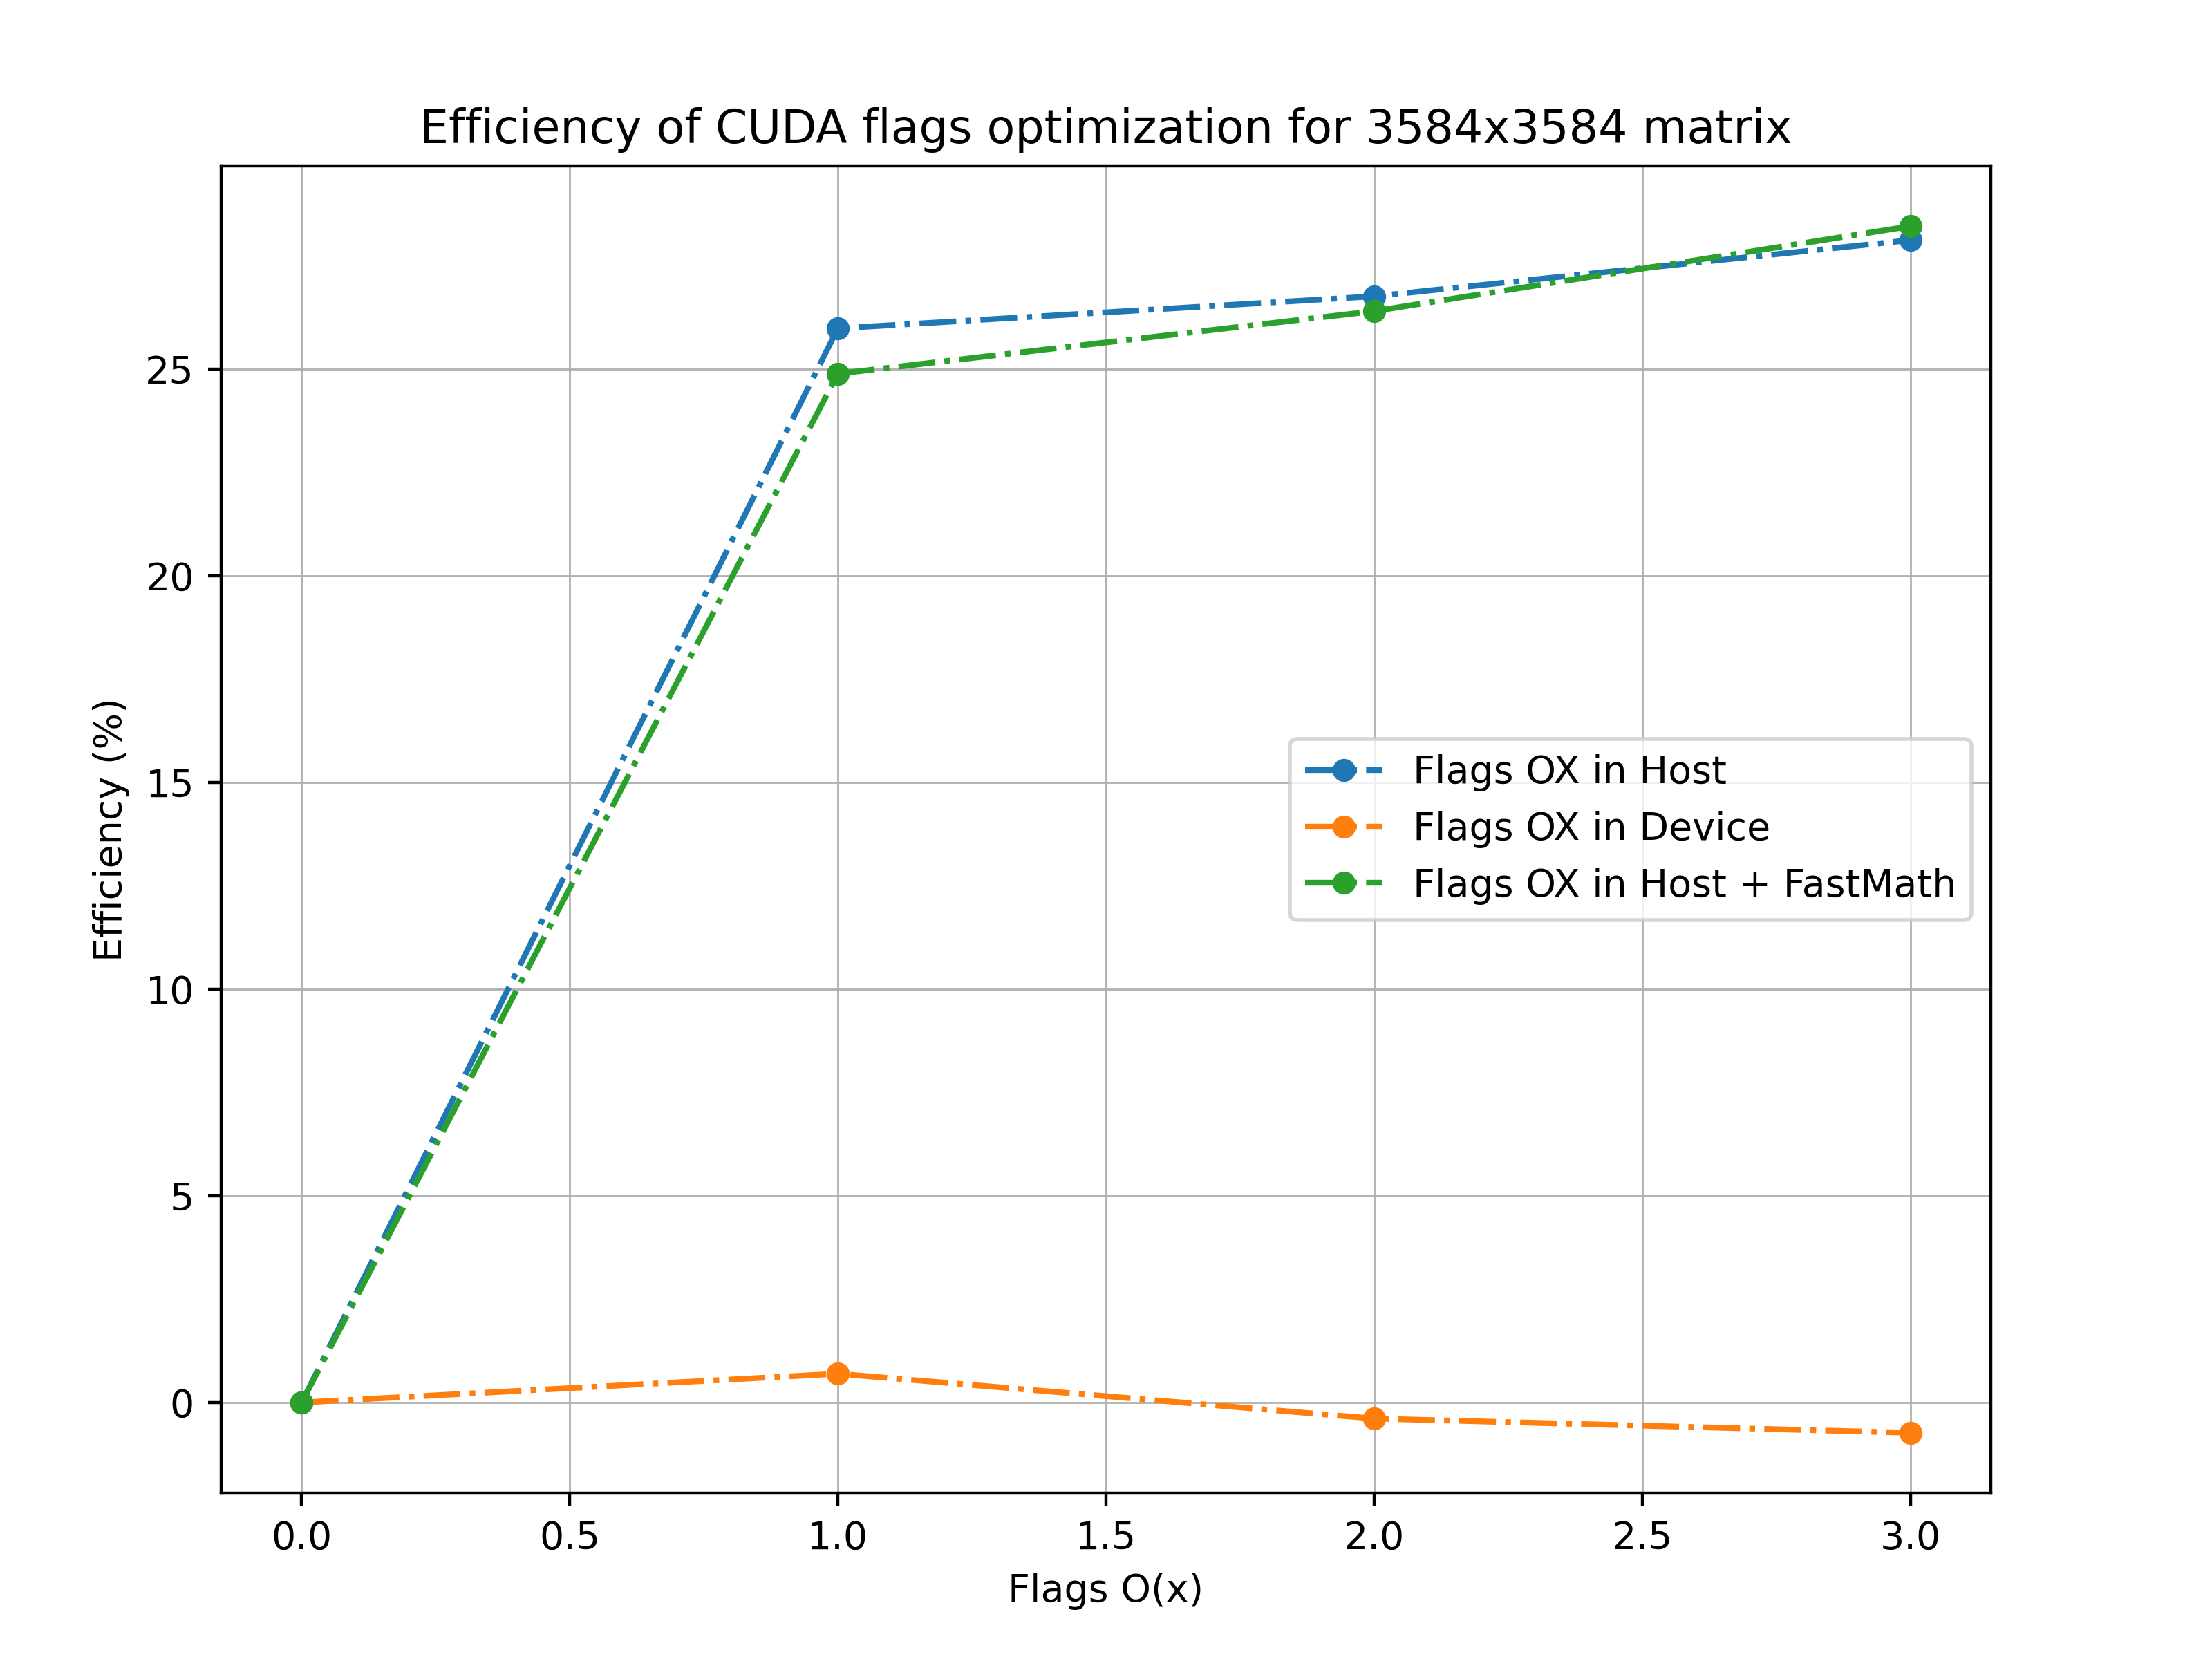 Efficiency of CUDA flags optimization for 3584x3584 matrix
Efficiency (%)
25
20
15
10
5
0
Flags OX in Host
Flags OX in Device
Flags OX in Host + FastMath
0.0 0.5 1.0 1.5 2.0 2.5 3.0
Flags O(x)